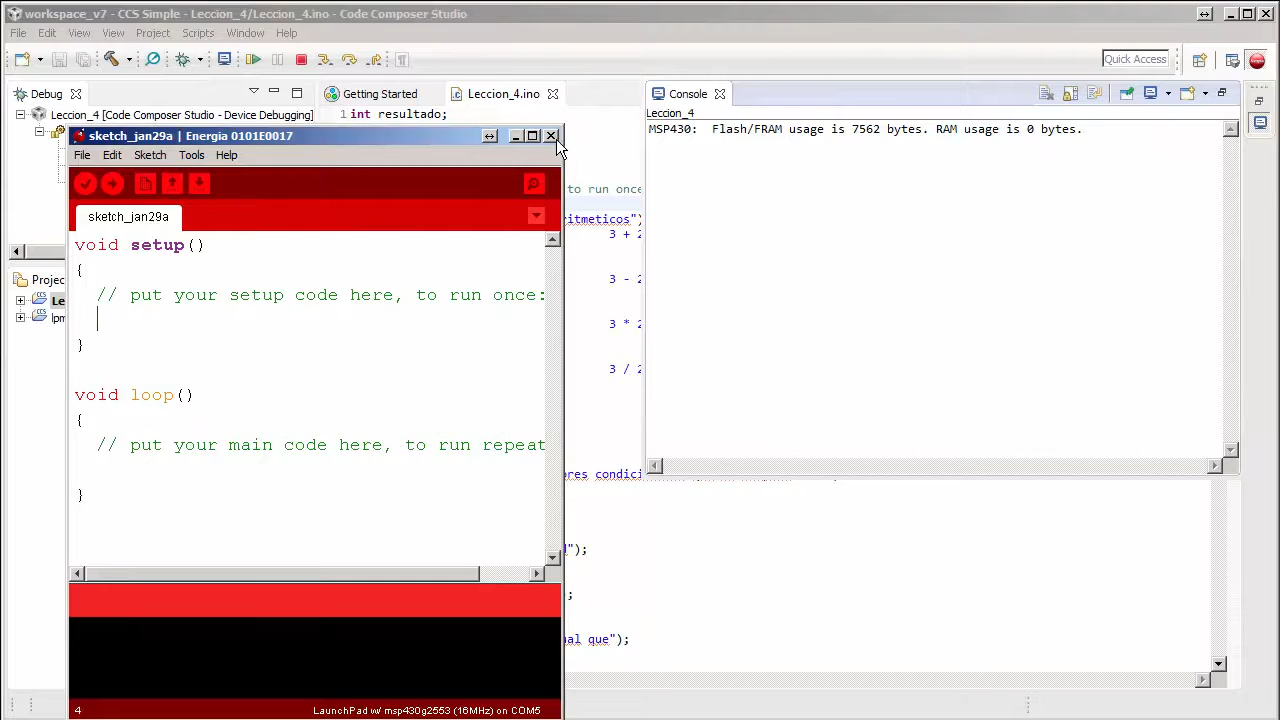 workspace_v7 - CCS Simple - Leccion_4/Leccion_4.ino - Code Composer Studio
File Edit View View Project Scripts Window Help
Quick Access
Debug
Getting Started
Leccion_4.ino
Console
Leccion_4 [Code Composer Studio - Device Debugging]
1 int resultado;
Leccion_4
MSP430: Flash/FRAM usage is 7562 bytes. RAM usage is 0 bytes.
sketch_jan29a | Energia 0101E0017
File Edit Sketch Tools Help
sketch_jan29a
to run once
ritmeticos")
3 + 2
3 - 2
3 * 2
3 / 2
Projec
Le
ipm
void setup()
{
// put your setup code here, to run once:
}
void loop()
{
// put your main code here, to run repeat
}
ores condici
");
;
ual que");
4
LaunchPad w/ msp430g2553 (16MHz) on COM5